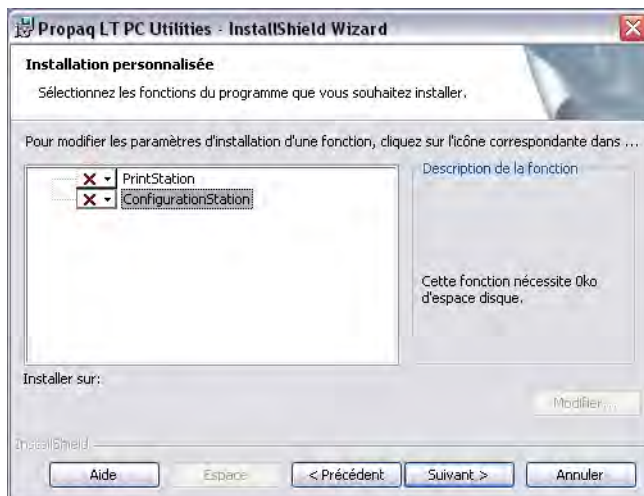 Propaq LT PC Utilities - InstallShield Wizard
Installation personnalisée
Sélectionnez les fonctions du programme que vous souhaitez installer.
Pour modifier les paramètres d'installation d'une fonction, cliquez sur l'icône correspondante dans ...
PrintStation
ConfigurationStation
Description de la fonction
Cette fonction nécessite 0ko
d'espace disque.
Installer sur:
Modifier...
InstallShield
Aide
Espace
< Précédent
Suivant >
Annuler